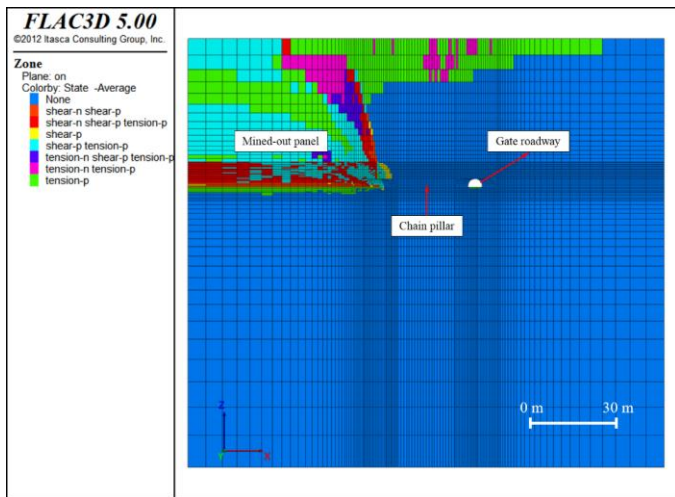 FLAC3D 5.00
©2012 Itasca Consulting Group, Inc.
Zone
Plane: on
Colorby: State -Average
None
shear-n shear-p
shear-n shear-p tension-p
shear-p
shear-p tension-p
tension-n shear-p tension-p
tension-n tension-p
tension-p
Mined-out panel
Gate roadway
Chain pillar
0 m
30 m
Z
Y
X